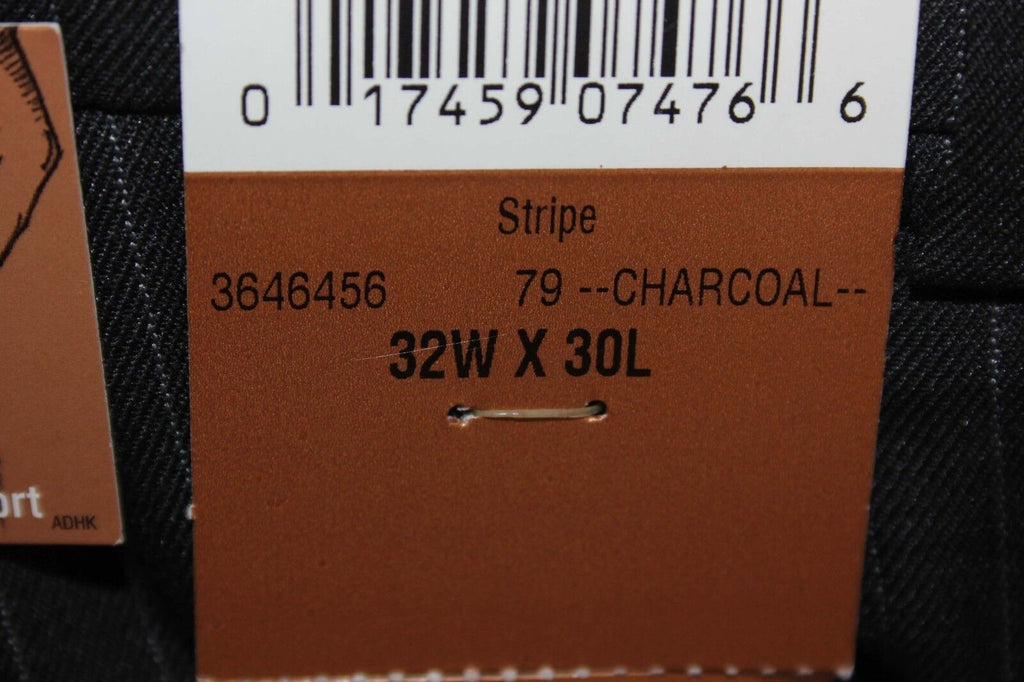 0 17459 07476 6
Stripe
3646456 79 --CHARCOAL--
32W X 30L
ort
ADHK